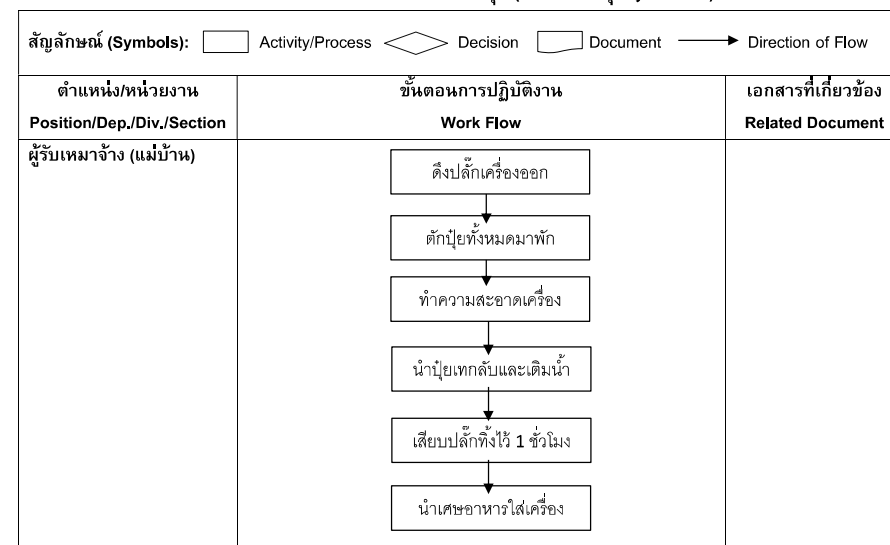 สัญลักษณ์ (Symbols): Activity/Process Decision Document Direction of Flow
ตำแหน่ง/หน่วยงาน ขั้นตอนการปฏิบัติงาน เอกสารที่เกี่ยวข้อง
Position/Dep./Div./Section Work Flow Related Document
ผู้รับเหมาจ้าง (แม่บ้าน)
ดึงปลั๊กเครื่องออก
ตักปุ๋ยทั้งหมดมาพัก
ทำความสะอาดเครื่อง
นำปุ๋ยเทกลับและเติมน้ำ
เสียบปลั๊กทิ้งไว้ 1 ชั่วโมง
นำเศษอาหารใส่เครื่อง